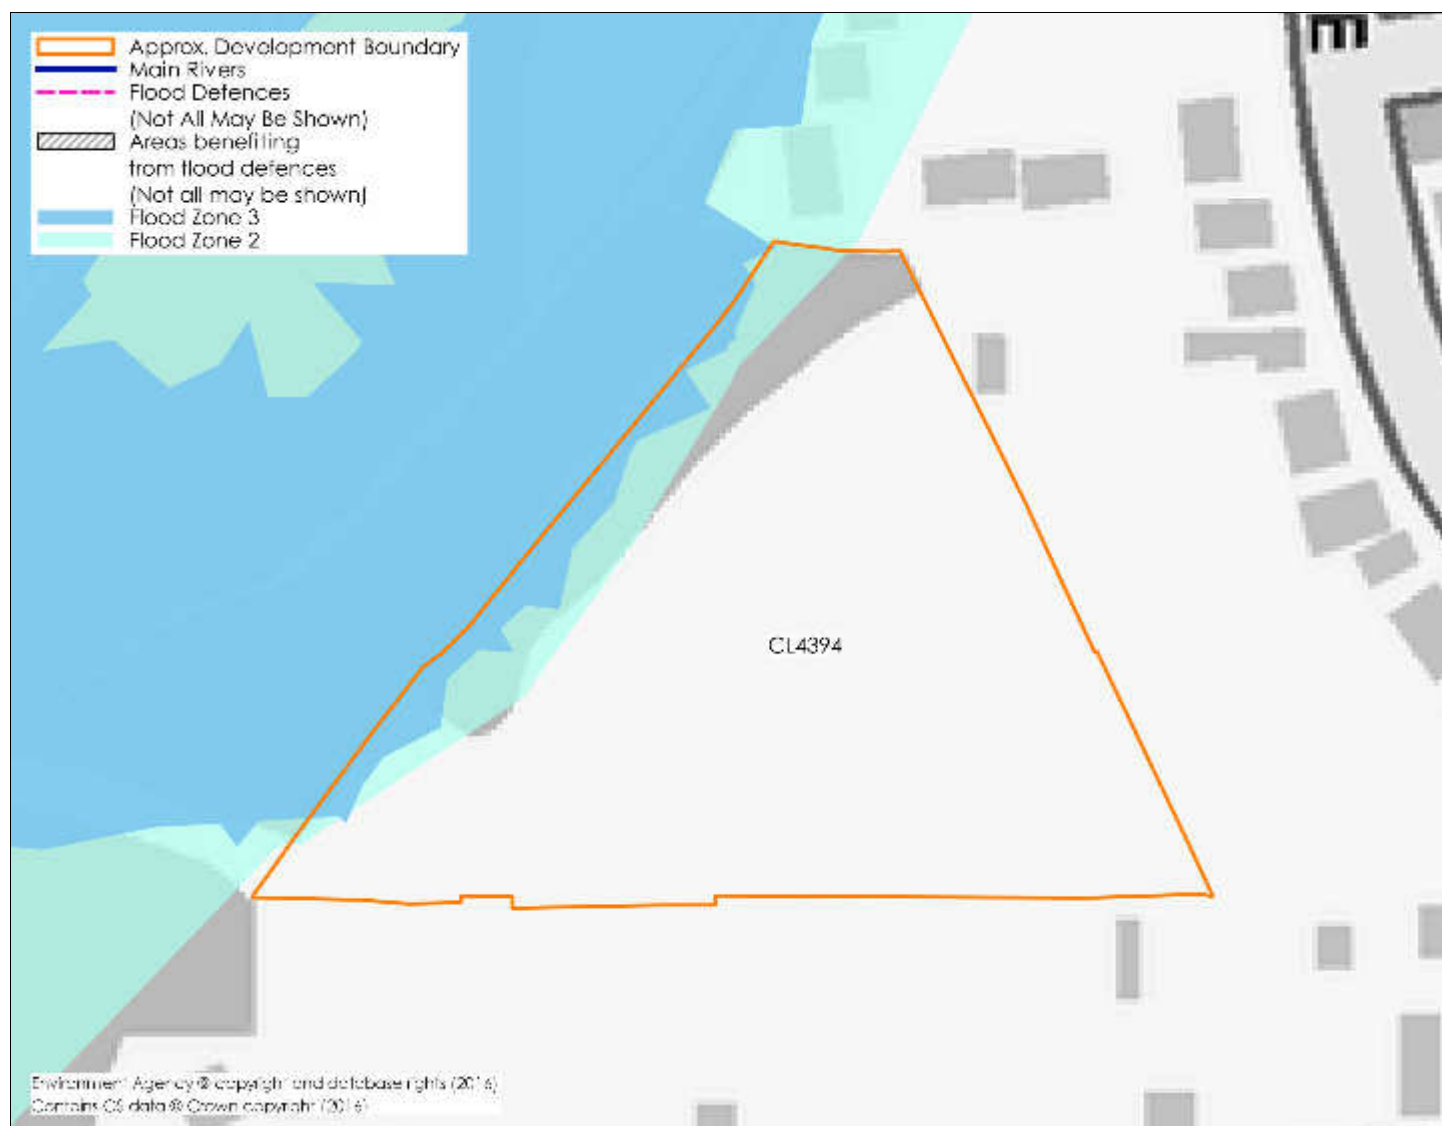 Approx. Development Boundary
Main Rivers
Flood Defences
(Not All May Be Shown)
Areas benefiting
from flood defences
(Not all may be shown)
Flood Zone 3
Flood Zone 2
E
CL4394
Environment Agency © copyright and database rights (2016)
Contains OS data © Crown copyright (2016)